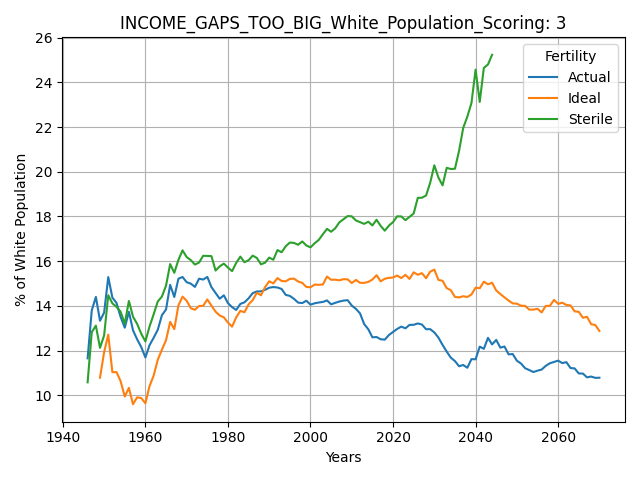 INCOME_GAPS_TOO_BIG_White_Population_Scoring: 3
26
24
22
20
18
16
14
12
10
% of White Population
Fertility
Actual
Ideal
Sterile
1940 1960 1980 2000 2020 2040 2060
Years